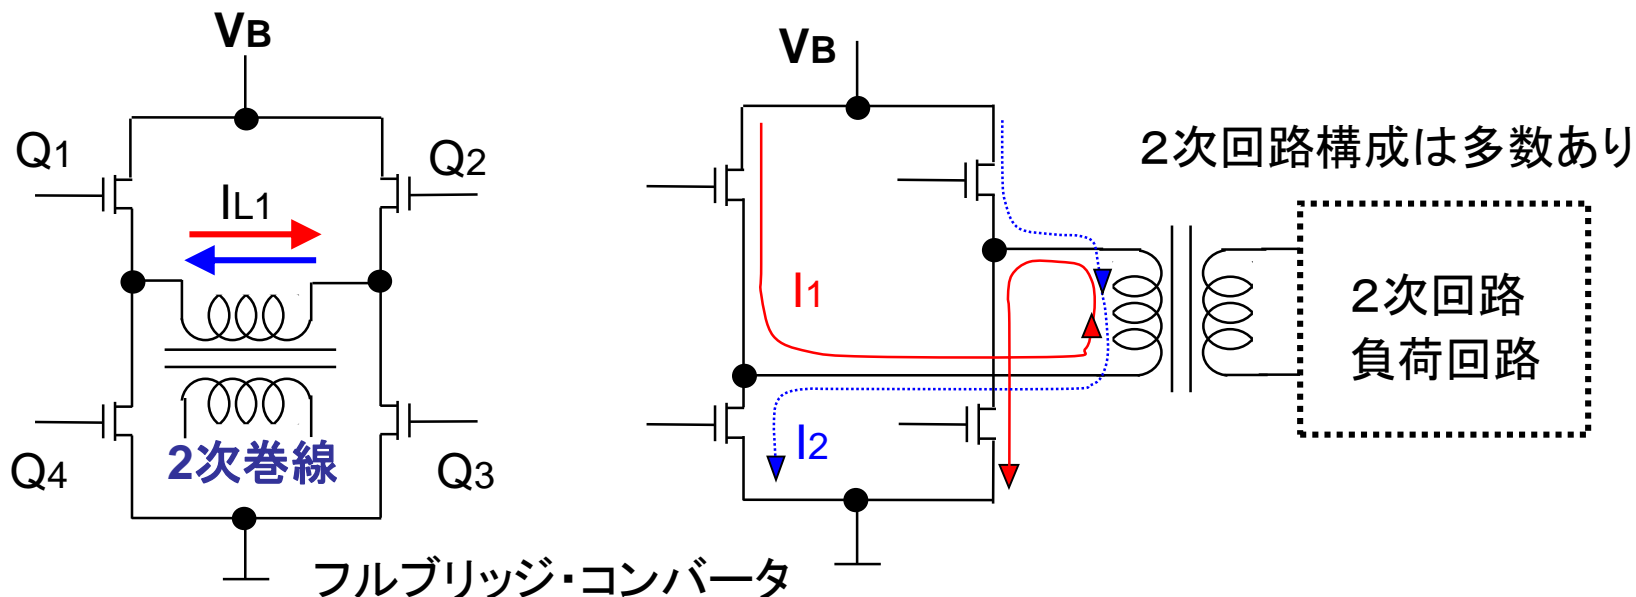 VB
Q1
Q2
IL1
Q4
Q3
2次巻線
VB
I1
I2
2次回路構成は多数あり
2次回路
負荷回路
フルブリッジ・コンバータ